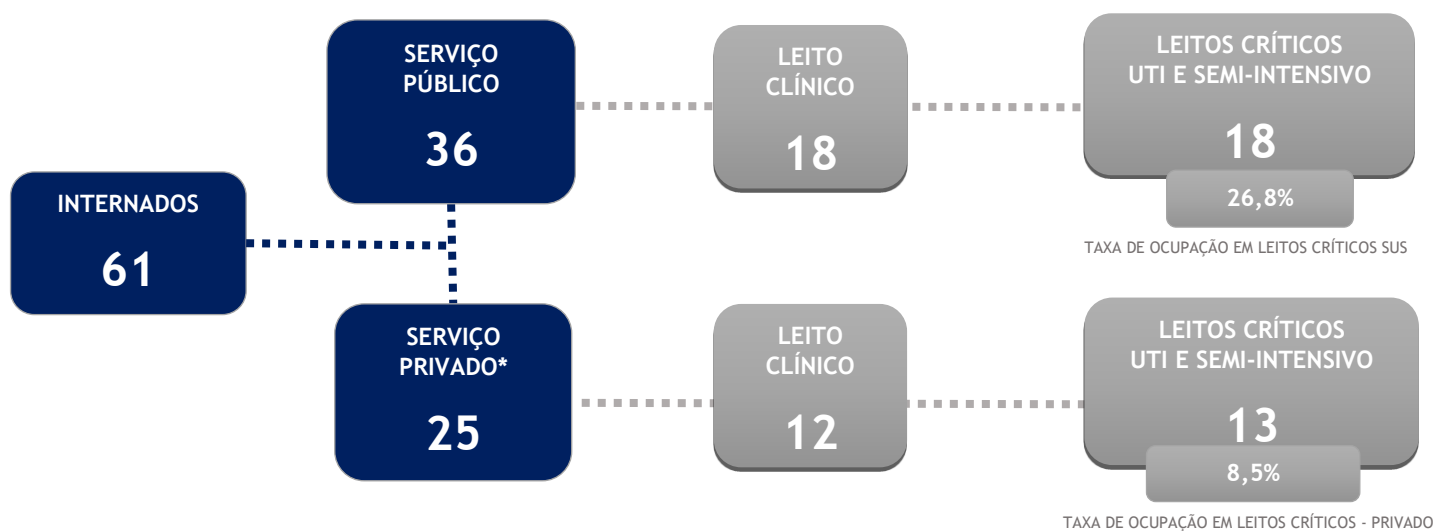 INTERNADOS
61
SERVIÇO
PÚBLICO
36
LEITO
CLÍNICO
18
LEITOS CRÍTICOS
UTI E SEMI-INTENSIVO
18
26,8%
TAXA DE OCUPAÇÃO EM LEITOS CRÍTICOS SUS
SERVIÇO
PRIVADO*
25
LEITO
CLÍNICO
12
LEITOS CRÍTICOS
UTI E SEMI-INTENSIVO
13
8,5%
TAXA DE OCUPAÇÃO EM LEITOS CRÍTICOS - PRIVADO